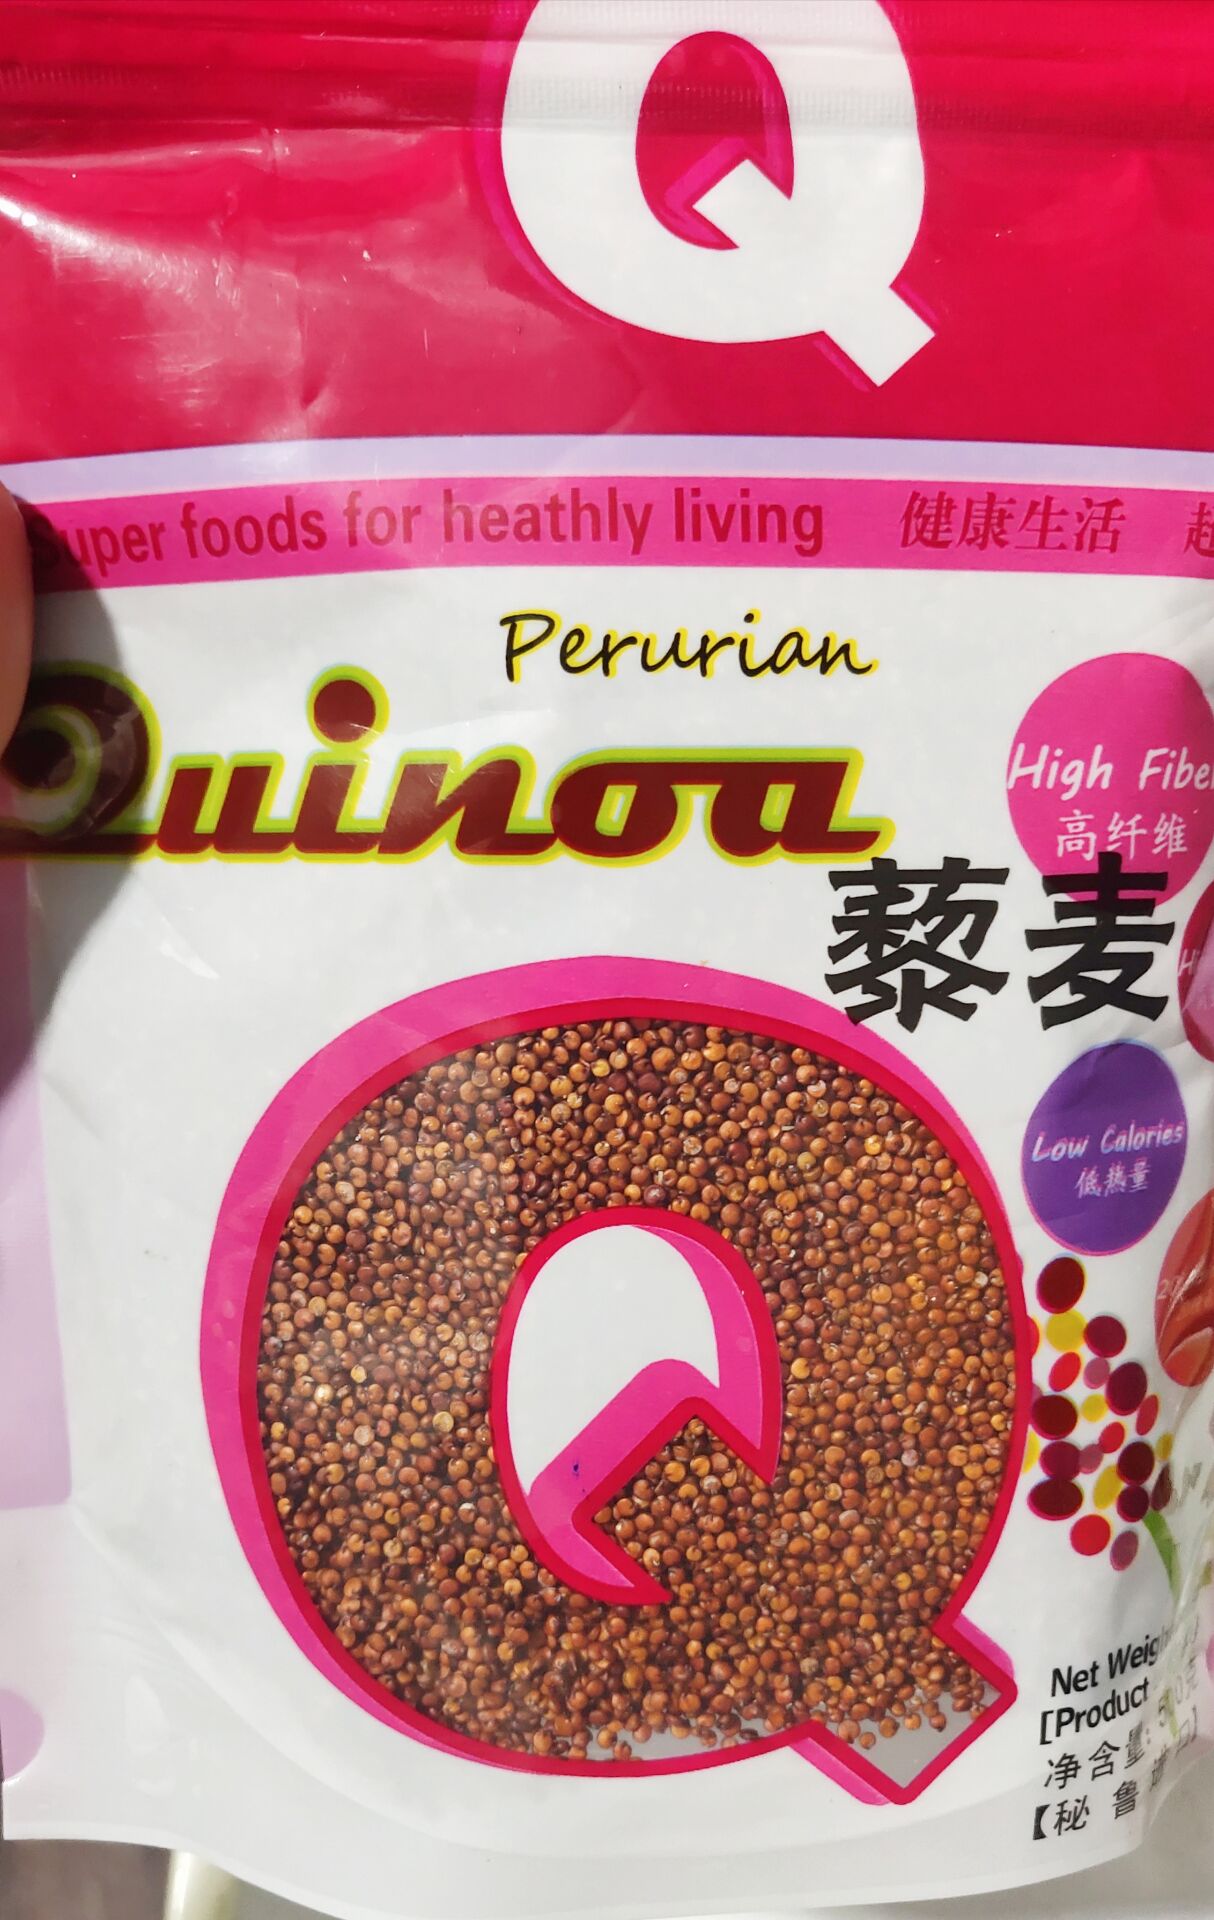 Q
Super foods for heathly living 健康生活
Perurian
Quinoa
High Fiber
高纤维
藜麦
Low Calories
低热量
Q
Net
[Product
净含量:
【秘鲁